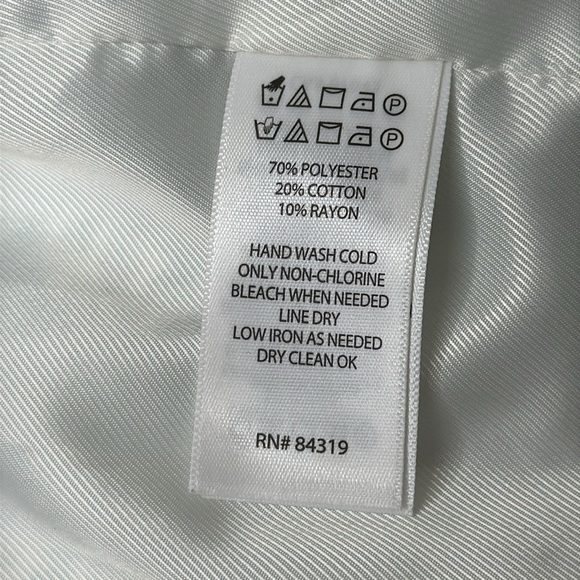 P
P
70% POLYESTER
20% COTTON
10% RAYON
HAND WASH COLD
ONLY NON-CHLORINE
BLEACH WHEN NEEDED
LINE DRY
LOW IRON AS NEEDED
DRY CLEAN OK
RN# 84319